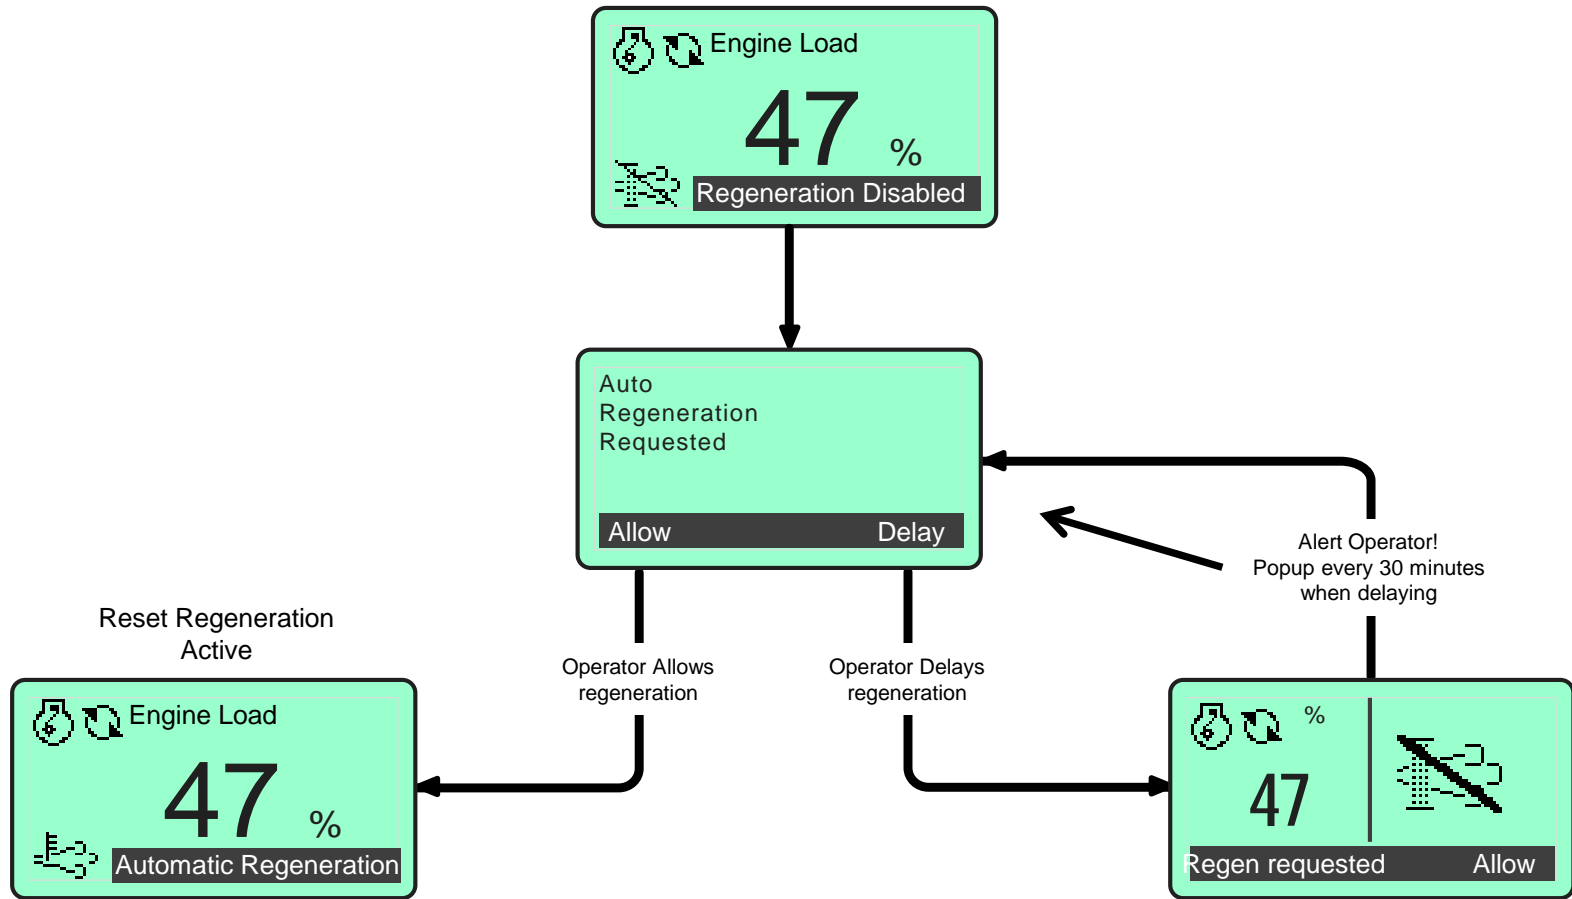 Engine Load
47 %
Regeneration Disabled
Auto
Regeneration
Requested
Allow Delay
Alert Operator!
Popup every 30 minutes
when delaying
Reset Regeneration
Active
Operator Allows
regeneration
Operator Delays
regeneration
Engine Load
47 %
Automatic Regeneration
%
47
Regen requested Allow